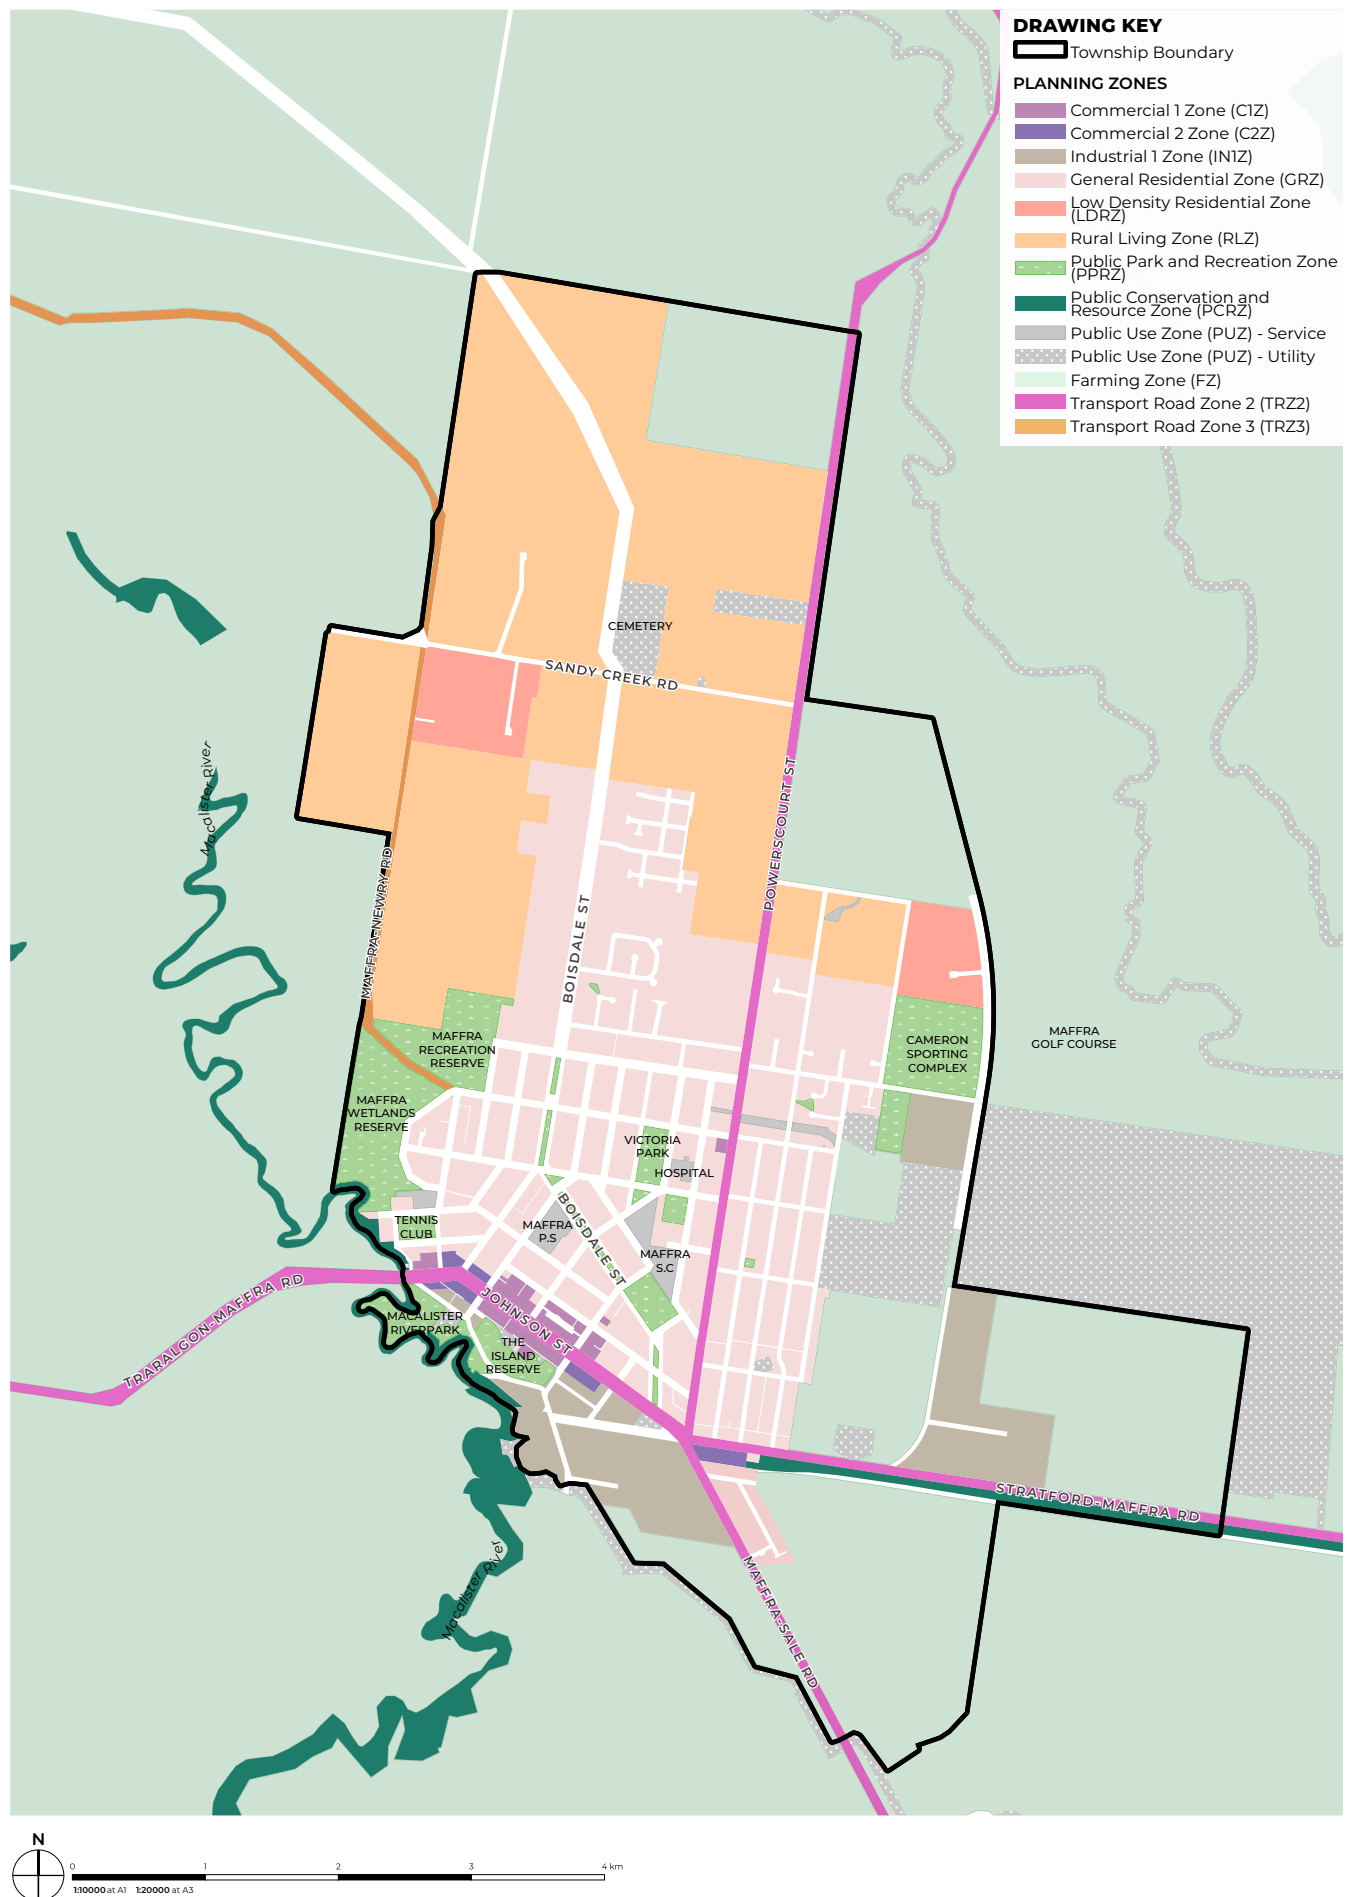 DRAWING KEY
Township Boundary
PLANNING ZONES
Commercial 1 Zone (C1Z)
Commercial 2 Zone (C2Z)
Industrial 1 Zone (IN1Z)
General Residential Zone (GRZ)
Low Density Residential Zone
(LDRZ)
Rural Living Zone (RLZ)
Public Park and Recreation Zone
(PPRZ)
Public Conservation and
Resource Zone (PCRZ)
Public Use Zone (PUZ) - Service
Public Use Zone (PUZ) - Utility
Farming Zone (FZ)
Transport Road Zone 2 (TRZ2)
Transport Road Zone 3 (TRZ3)
CEMETERY
SANDY CREEK RD
Macalister River
POWERSCOURT ST
MAFFRA-NEWRY RD
BOISDALE ST
MAFFRA
RECREATION
RESERVE
CAMERON
SPORTING
COMPLEX
MAFFRA
GOLF COURSE
MAFFRA
WETLANDS
RESERVE
VICTORIA
PARK
HOSPITAL
TENNIS
CLUB
MAFFRA
P.S
BOISDALE ST
MAFFRA
S.C
TRARALGON-MAFFRA RD
JOHNSON ST
MACALISTER
RIVERPARK
THE
ISLAND
RESERVE
STRATFORD-MAFFRA RD
Macalister River
MAFFRA-SALE RD
N
0 1 2 3 4 km
1:10000 at A1 1:20000 at A3